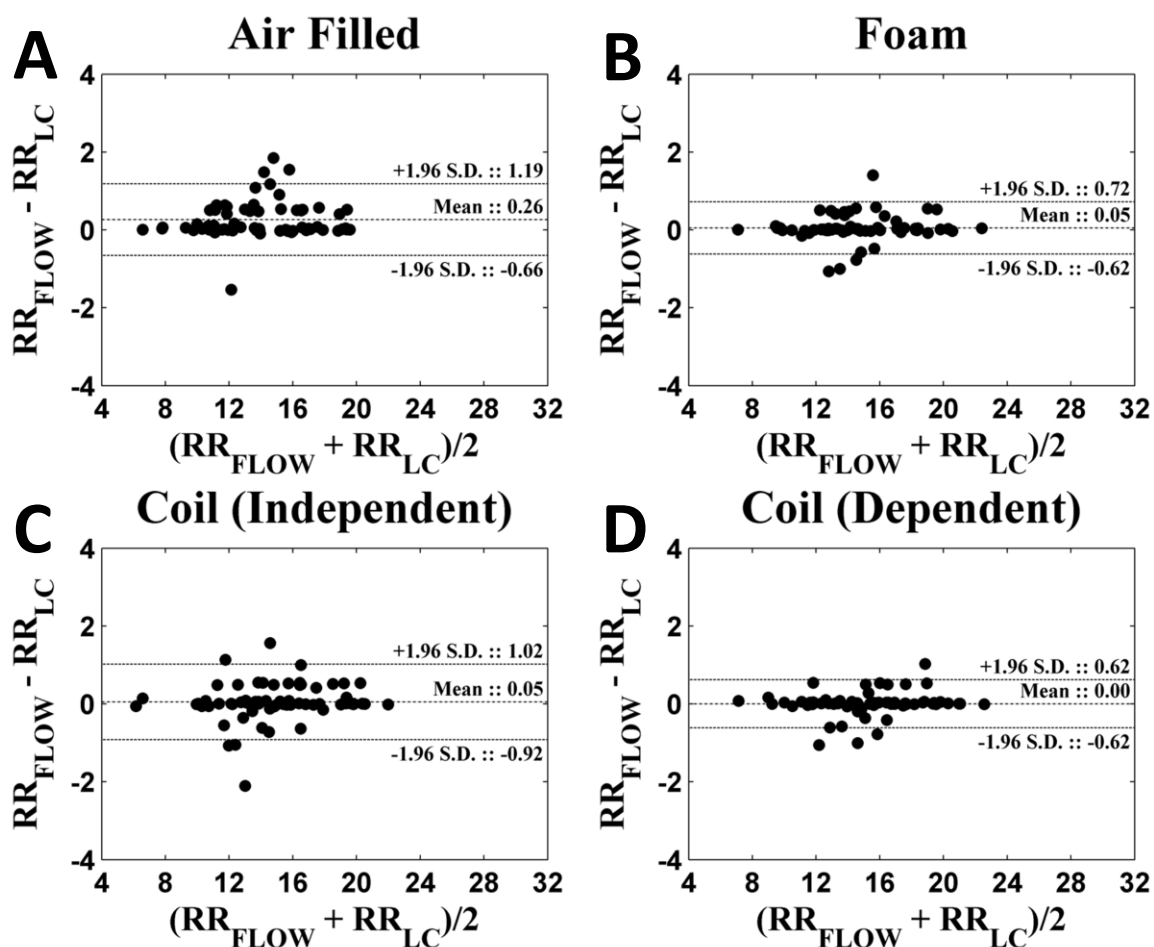 A
Air Filled
RR_FLOW - RR_LC
4
2
0
-2
-4
+1.96 S.D. :: 1.19
Mean :: 0.26
-1.96 S.D. :: -0.66
4 8 12 16 20 24 28 32
(RR_FLOW + RR_LC)/2
B
Foam
RR_FLOW - RR_LC
4
2
0
-2
-4
+1.96 S.D. :: 0.72
Mean :: 0.05
-1.96 S.D. :: -0.62
4 8 12 16 20 24 28 32
(RR_FLOW + RR_LC)/2
C
Coil (Independent)
RR_FLOW - RR_LC
4
2
0
-2
-4
+1.96 S.D. :: 1.02
Mean :: 0.05
-1.96 S.D. :: -0.92
4 8 12 16 20 24 28 32
(RR_FLOW + RR_LC)/2
D
Coil (Dependent)
RR_FLOW - RR_LC
4
2
0
-2
-4
+1.96 S.D. :: 0.62
Mean :: 0.00
-1.96 S.D. :: -0.62
4 8 12 16 20 24 28 32
(RR_FLOW + RR_LC)/2